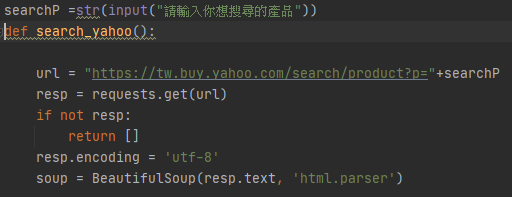 searchP =str(input("請輸入你想搜尋的產品"))
def search_yahoo():
url = "https://tw.buy.yahoo.com/search/product?p="+searchP
resp = requests.get(url)
if not resp:
return []
resp.encoding = 'utf-8'
soup = BeautifulSoup(resp.text, 'html.parser')